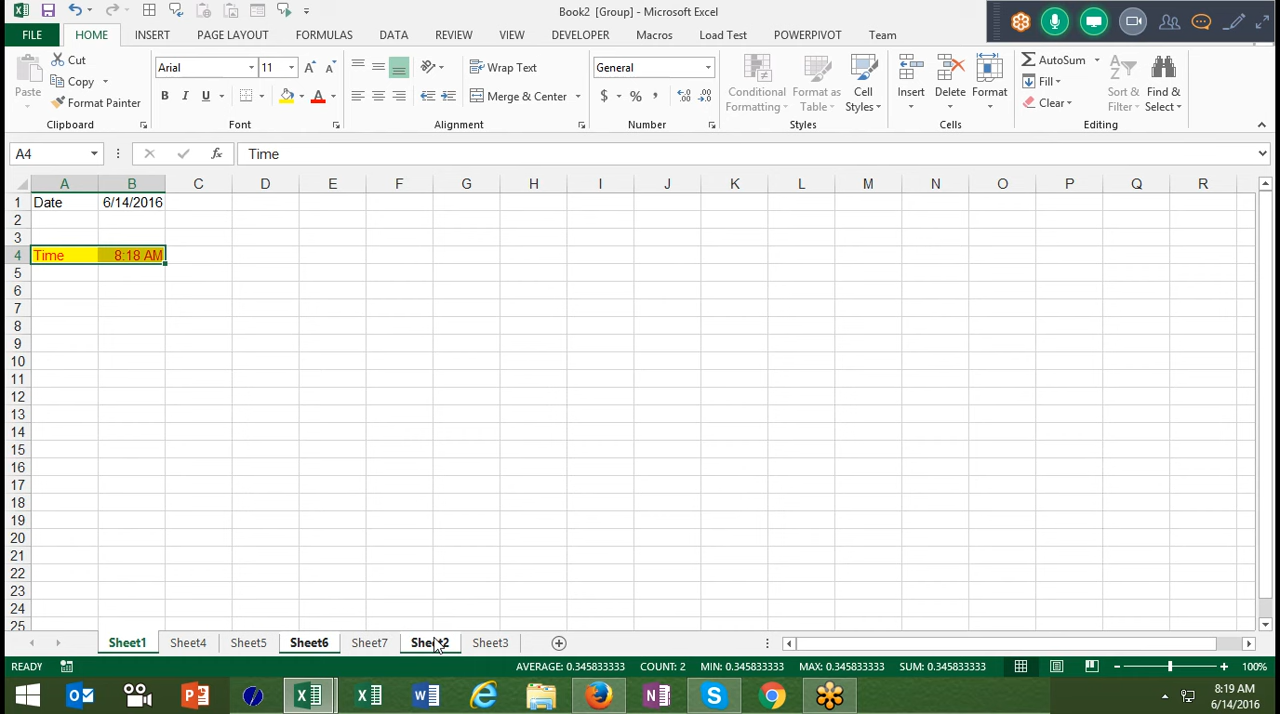 Book2 [Group] - Microsoft Excel
FILE HOME INSERT PAGE LAYOUT ULAS DATA REVIEW EW DEVELOPER Macros Load Test POWERPIVOT Team
Paste
Cut
Copy
Format Painter
Clipboard
Arial 11 A A
B I U A
Font
Wrap Text
Merge & Center
Alignment
General
$ % ,
Number
Conditional Formatting
Format as Table
Cell Styles
Styles
Insert
Delete
Format
Cells
AutoSum
Fill
Clear
Sort & Filter
Find & Select
Editing
A4 fx Time
A B C D E F G H I J K L M N O P Q R
1 Date 6/14/2016
2
3
4 Time 8:18 AM
5
6
7
8
9
10
11
12
13
14
15
16
17
18
19
20
21
22
23
24
25
Sheet1 Sheet4 Sheet5 Sheet6 Sheet7 Sheet2 Sheet3
READY AVERAGE: 0.345833333 COUNT: 2 MIN: 0.345833333 MAX: 0.345833333 SUM: 0.345833333 100%
8:19 AM
6/14/2016